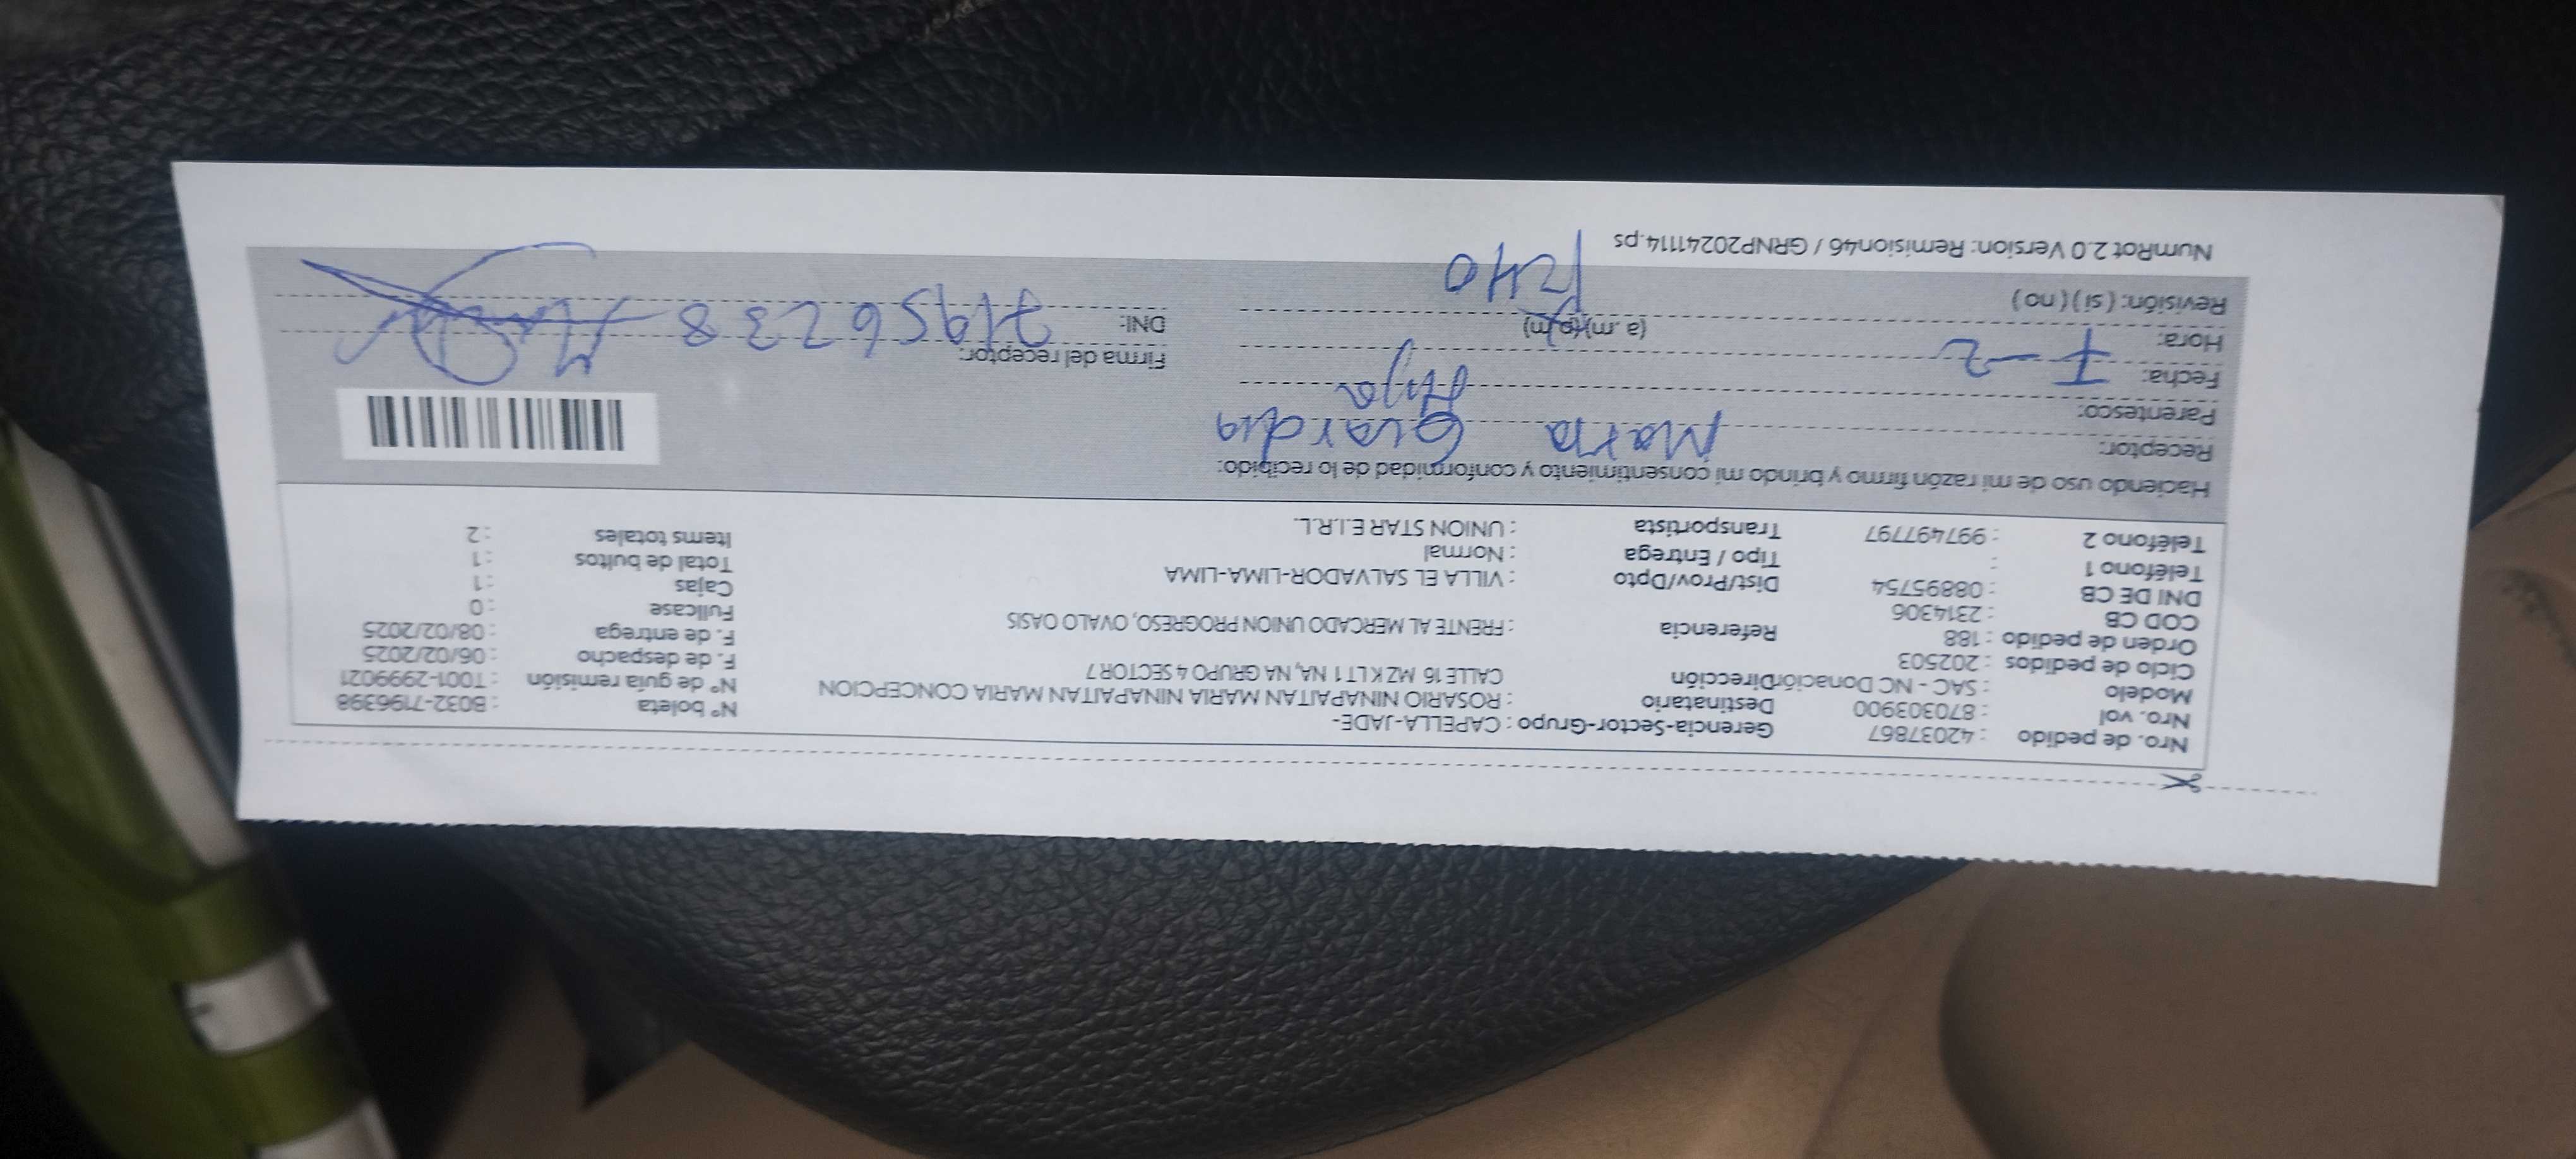 Nro. de pedido : 42037867 Gerencia-Sector-Grupo : CAPELLA-JADE- N° boleta : B032-7196398
Nro. vol : 870303900 Destinatario : ROSARIO NINAPAITAN MARIA NINAPAITAN MARIA CONCEPCION N° de guía remisión : T001-2999021
Modelo : SAC - NC Donación Dirección CALLE 16 MZ K LT 1 NA, NA GRUPO 4 SECTOR 7 F. de despacho : 06/02/2025
Ciclo de pedidos : 202503 F. de entrega : 08/02/2025
Orden de pedido : 188 Referencia : FRENTE AL MERCADO UNION PROGRESO, OVALO OASIS Fullcase : 0
COD CB : 2314306 Cajas : 1
DNI DE CB : 08895754 Dist/Prov/Dpto : VILLA EL SALVADOR-LIMA-LIMA Total de bultos : 1
Teléfono 1 : Tipo / Entrega : Normal Items totales : 2
Teléfono 2 : 997497797 Transportista : UNION STAR E.I.R.L.
Haciendo uso de mi razón firmo y brindo mi consentimiento y conformidad de lo recibido:
Receptor: Maria Guardia
Parentesco: Hija
Fecha: 7-2 Firma del receptor:
Hora: (a.m)(p.m) DNI: 71956238
Revisión: ( si ) ( no ) 1240
NumRot 2.0 Version: Remision46 / GRNP20241114.ps